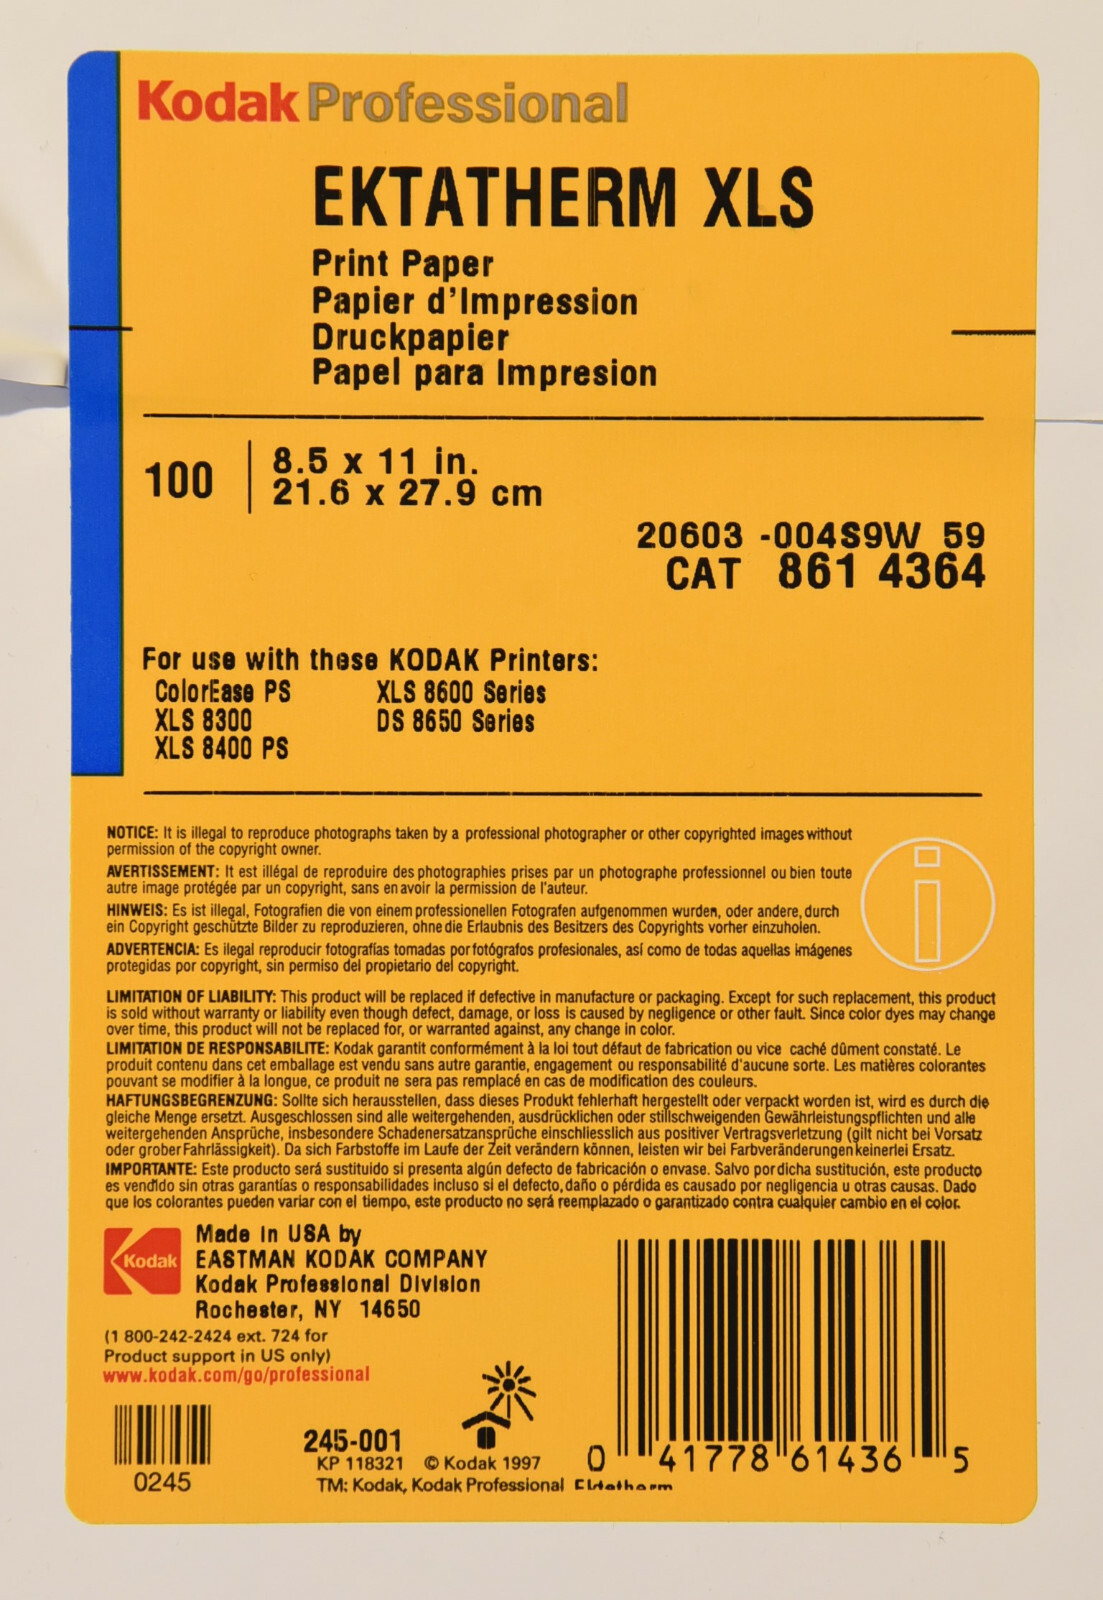 Kodak Professional
EKTATHERM XLS
Print Paper
Papier d'Impression
Druckpapier
Papel para Impresion
100
8.5 x 11 in.
21.6 x 27.9 cm
20603 -004S9W 59
CAT 861 4364
For use with these KODAK Printers:
ColorEase PS XLS 8600 Series
XLS 8300 DS 8650 Series
XLS 8400 PS
NOTICE: It is illegal to reproduce photographs taken by a professional photographer or other copyrighted images without
permission of the copyright owner.
AVERTISSEMENT: It est illégal de reproduire des photographies prises par un photographe professionnel ou bien toute
autre image protégée par un copyright, sans en avoir la permission de l'auteur.
HINWEIS: Es ist illegal, Fotografien die von einem professionellen Fotografen aufgenommen wurden, oder andere, durch
ein Copyright geschützte Bilder zu reproduzieren, ohne die Erlaubnis des Besitzers des Copyrights vorher einzuholen.
ADVERTENCIA: Es ilegal reproducir fotografías tomadas por fotógrafos profesionales, así como de todas aquellas imágenes
protegidas por copyright, sin permiso del propietario del copyright.
i
LIMITATION OF LIABILITY: This product will be replaced if defective in manufacture or packaging. Except for such replacement, this product
is sold without warranty or liability even though defect, damage, or loss is caused by negligence or other fault. Since color dyes may change
over time, this product will not be replaced for, or warranted against, any change in color.
LIMITATION DE RESPONSABILITE: Kodak garantit conformément à la loi tout défaut de fabrication ou vice caché dûment constaté. Le
produit contenu dans cet emballage est vendu sans autre garantie, engagement ou responsabilité d'aucune sorte. Les matières colorantes
pouvant se modifier à la longue, ce produit ne sera pas remplacé en cas de modification des couleurs.
HAFTUNGSBEGRENZUNG: Sollte sich herausstellen, dass dieses Produkt fehlerhaft hergestellt oder verpackt worden ist, wird es durch die
gleiche Menge ersetzt. Ausgeschlossen sind alle weitergehenden, ausdrücklichen oder stillschweigenden Gewährleistungspflichten und alle
weitergehenden Ansprüche, insbesondere Schadenersatzansprüche einschliesslich aus positiver Vertragsverletzung (gilt nicht bei Vorsatz
oder grober Fahrlässigkeit). Da sich Farbstoffe im Laufe der Zeit verändern können, leisten wir bei Farbveränderungen keinerlei Ersatz.
IMPORTANTE: Este producto será sustituido si presenta algún defecto de fabricación o envase. Salvo por dicha sustitución, este producto
es vendido sin otras garantías o responsabilidades incluso si el defecto, daño o pérdida es causado por negligencia u otras causas. Dado
que los colorantes pueden variar con el tiempo, este producto no será reemplazado o garantizado contra cualquier cambio en el color.
Kodak
Made in USA by
EASTMAN KODAK COMPANY
Kodak Professional Division
Rochester, NY 14650
(1 800-242-2424 ext. 724 for
Product support in US only)
www.kodak.com/go/professional
0245
245-001
KP 118321 © Kodak 1997
TM: Kodak, Kodak Professional Ektatherm
0 41778 61436 5